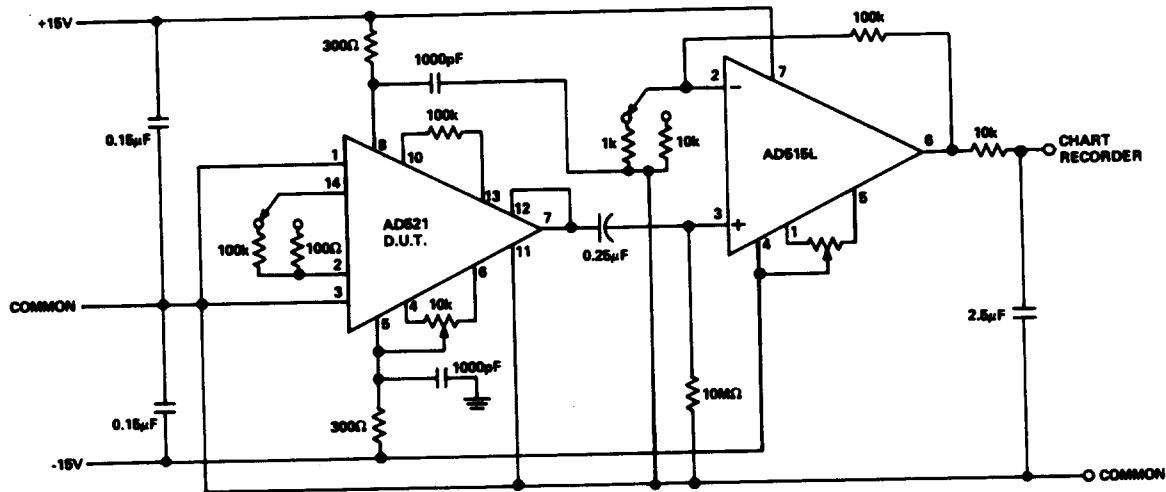 +15V
300Ω
1000pF
100k
0.15µF
1
14
8
10
100k
13
12
7
11
AD521
D.U.T.
100k
100Ω
2
3
4
10k
6
5
COMMON
1000pF
300Ω
0.15µF
-15V
0.25µF
1k
10k
2
7
AD515L
6
3
4
1
5
10k
CHART
RECORDER
10MΩ
2.5µF
COMMON